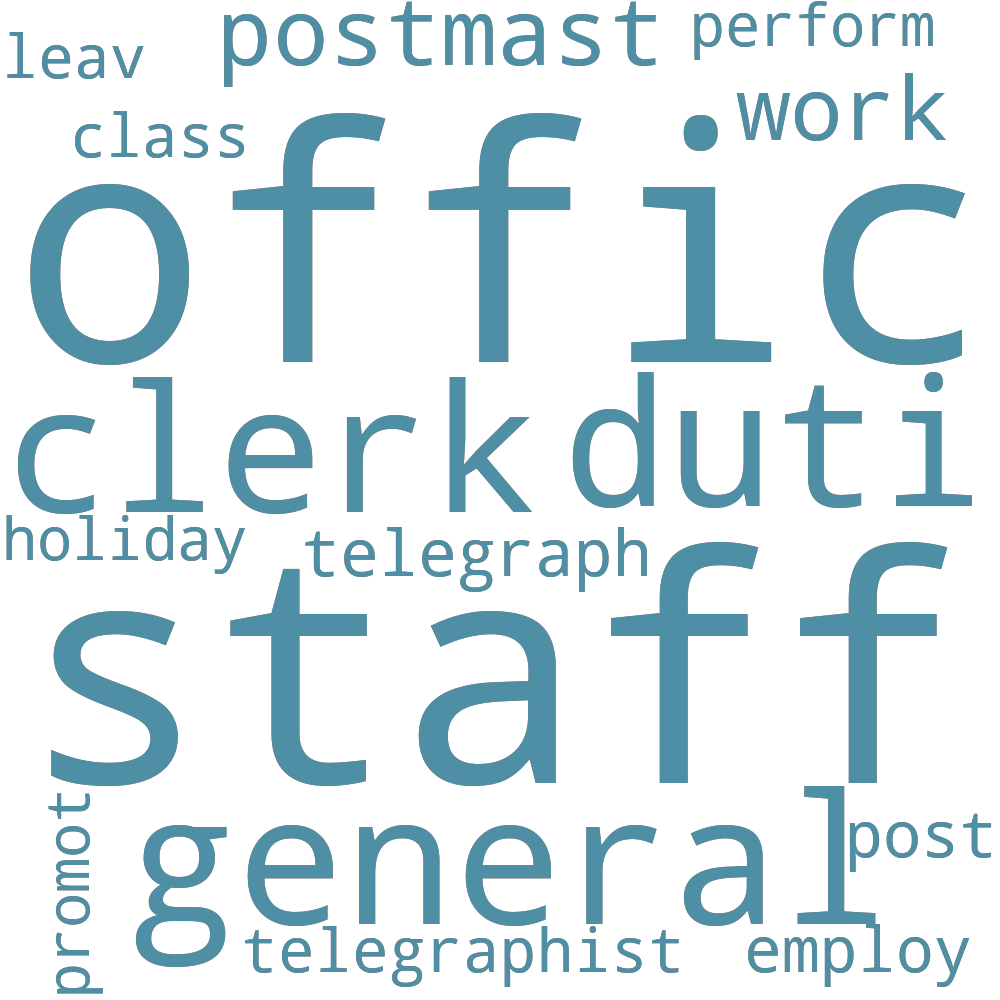 leav postmast perform
class work
offic
clerk duti
holiday telegraph
staff
promot general post
telegraphist employ